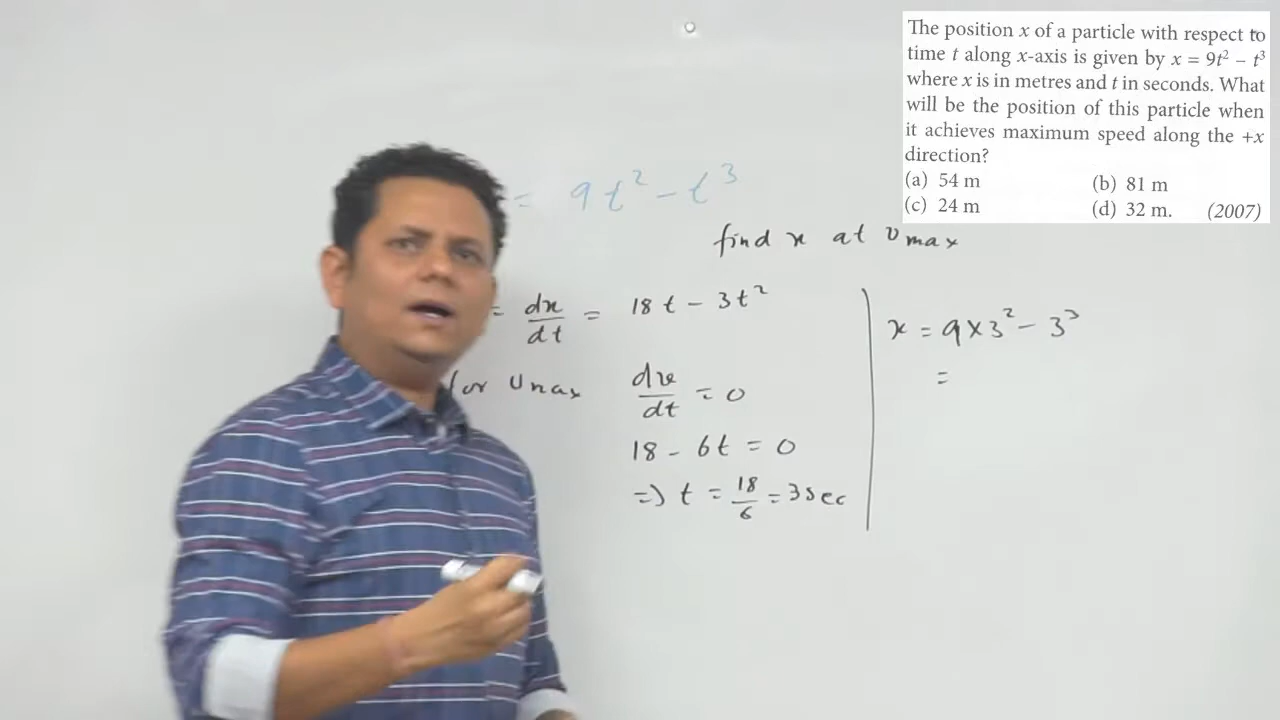 The position x of a particle with respect to
time t along x-axis is given by x = 9t² – t³
where x is in metres and t in seconds. What
will be the position of this particle when
it achieves maximum speed along the +x
direction?
(a) 54 m (b) 81 m
(c) 24 m (d) 32 m. (2007)
= 9t² – t³
find x at vmax
= dx/dt = 18t – 3t²
for vmax dv/dt = 0
18 – 6t = 0
=> t = 18/6 = 3 sec
x = 9×3² – 3³
=